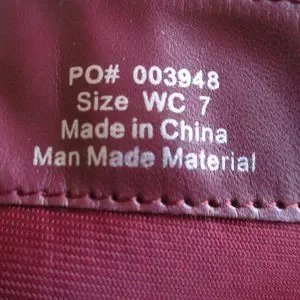 PO# 003948
Size WC 7
Made in China
Man Made Material